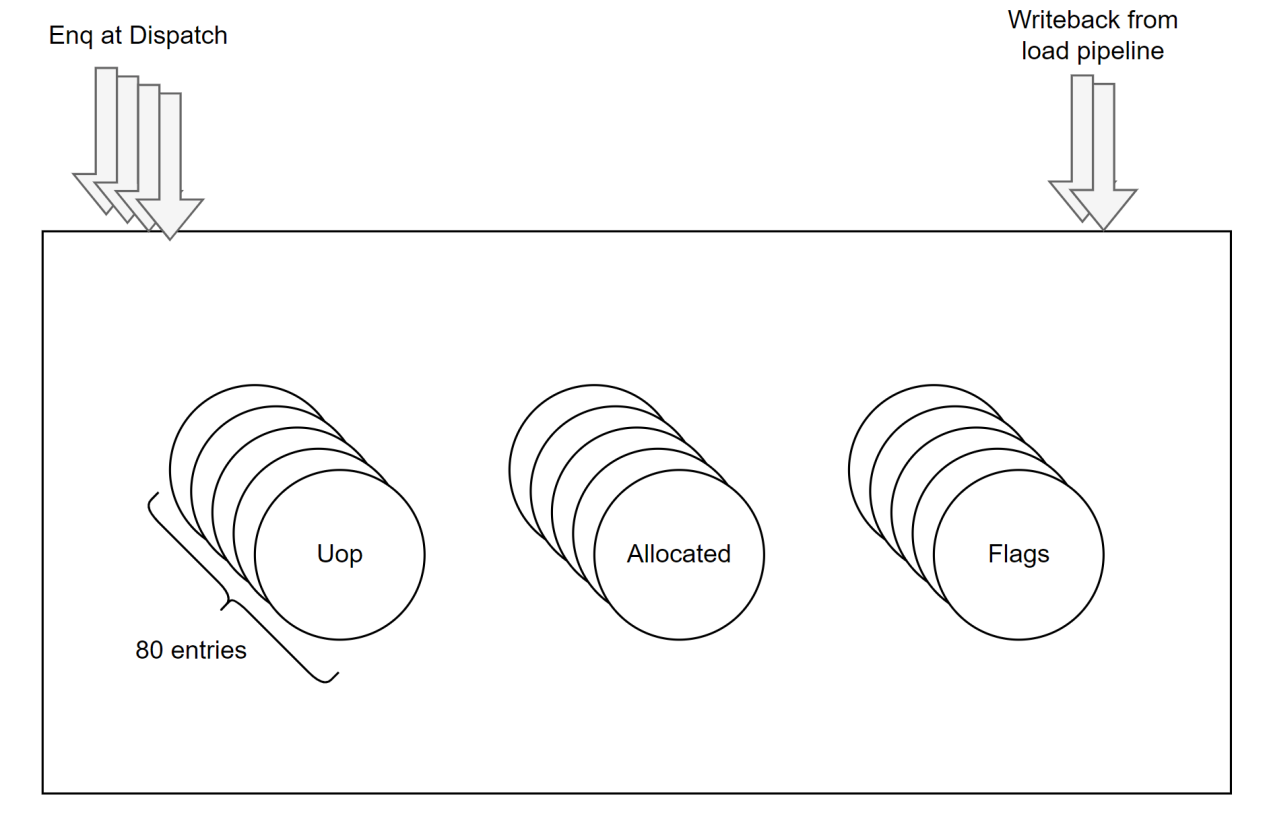 Enq at Dispatch
Writeback from
load pipeline
Uop
Allocated
Flags
80 entries